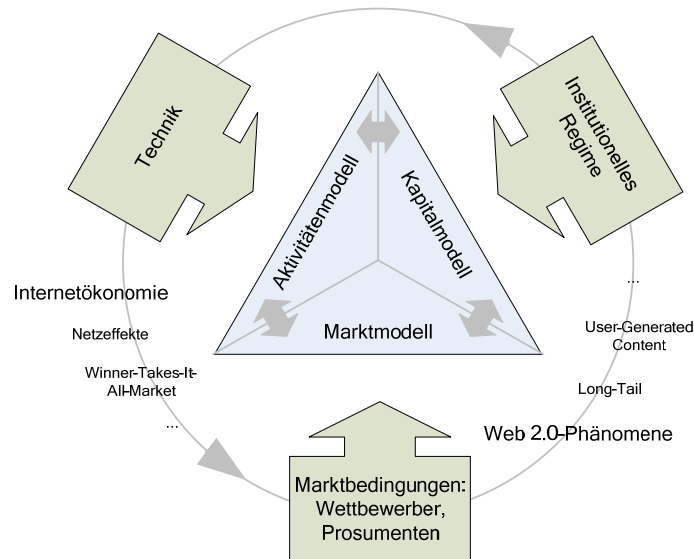 Technik
Institutionelles
Regime
Aktivitätenmodell
Kapitalmodell
Marktmodell
Internetökonomie
Netzeffekte
Winner-Takes-It-
All-Market
...
...
User-Generated
Content
Long-Tail
Web 2.0-Phänomene
Marktbedingungen:
Wettbewerber,
Prosumenten